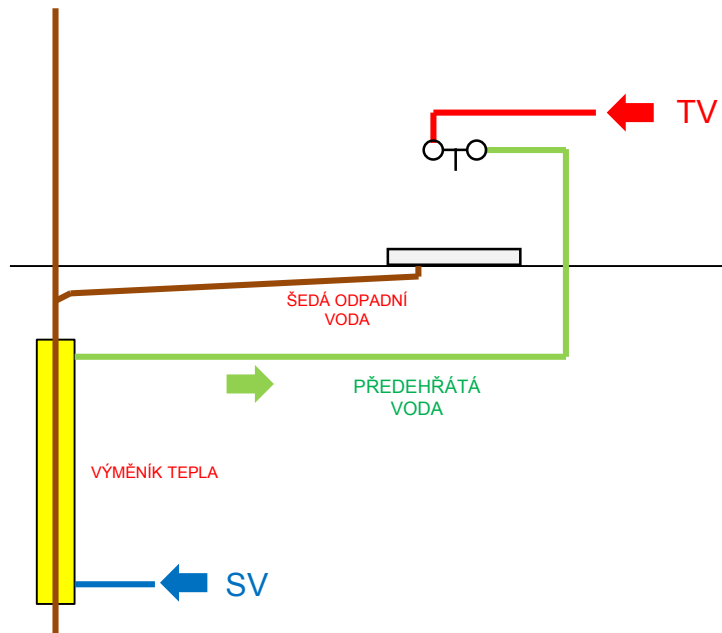 TV
ŠEDÁ ODPADNÍ
VODA
PŘEDEHŘÁTÁ
VODA
VÝMĚNÍK TEPLA
SV